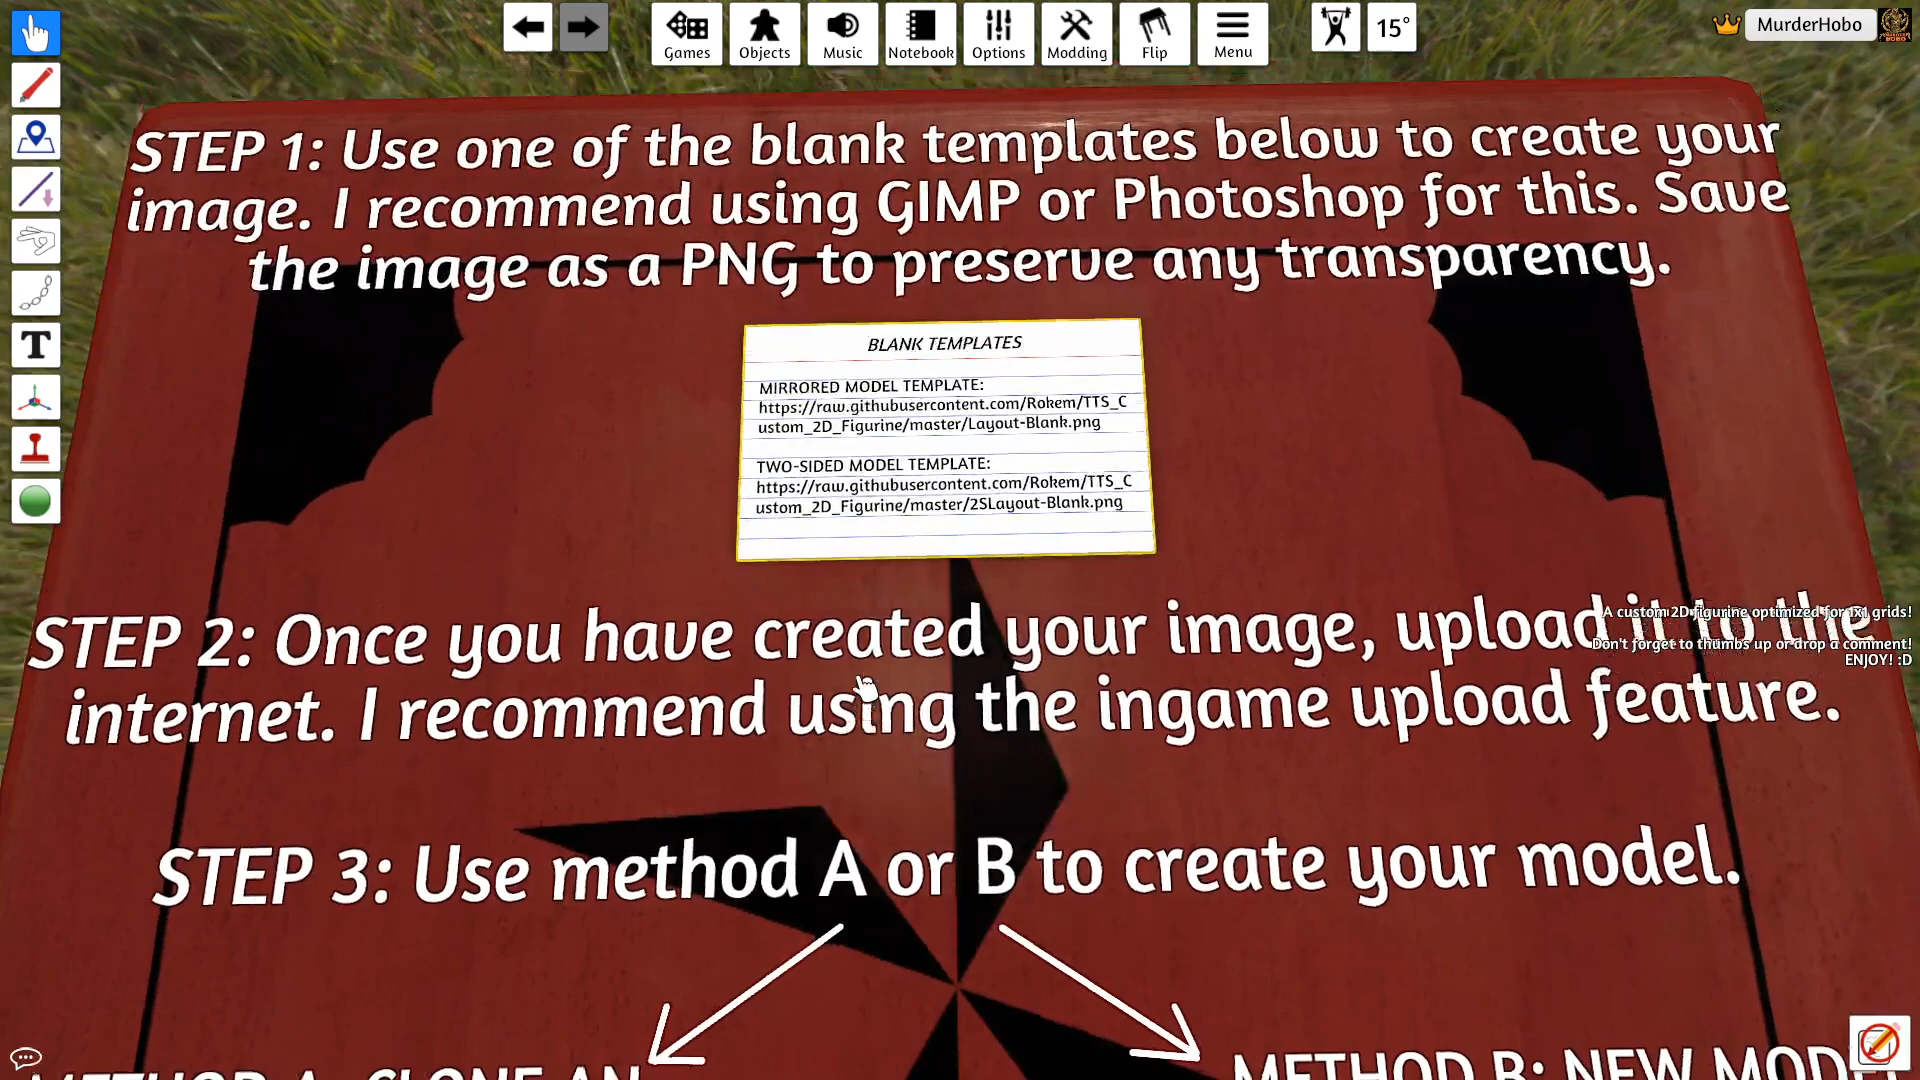 Games
Objects
Music
Notebook
Options
Modding
Flip
Menu
15°
MurderHobo
STEP 1: Use one of the blank templates below to create your
image. I recommend using GIMP or Photoshop for this. Save
the image as a PNG to preserve any transparency.
BLANK TEMPLATES
MIRRORED MODEL TEMPLATE:
https://raw.githubusercontent.com/Rokem/TTS_C
ustom_2D_Figurine/master/Layout-Blank.png
TWO-SIDED MODEL TEMPLATE:
https://raw.githubusercontent.com/Rokem/TTS_C
ustom_2D_Figurine/master/2SLayout-Blank.png
STEP 2: Once you have created your image, upload it to the
internet. I recommend using the ingame upload feature.
A custom 2D figurine optimized for 1x1 grids!
Don't forget to thumbs up or drop a comment!
ENJOY! :D
STEP 3: Use method A or B to create your model.
METHOD A: CLONE AN
METHOD B: NEW MODE
T